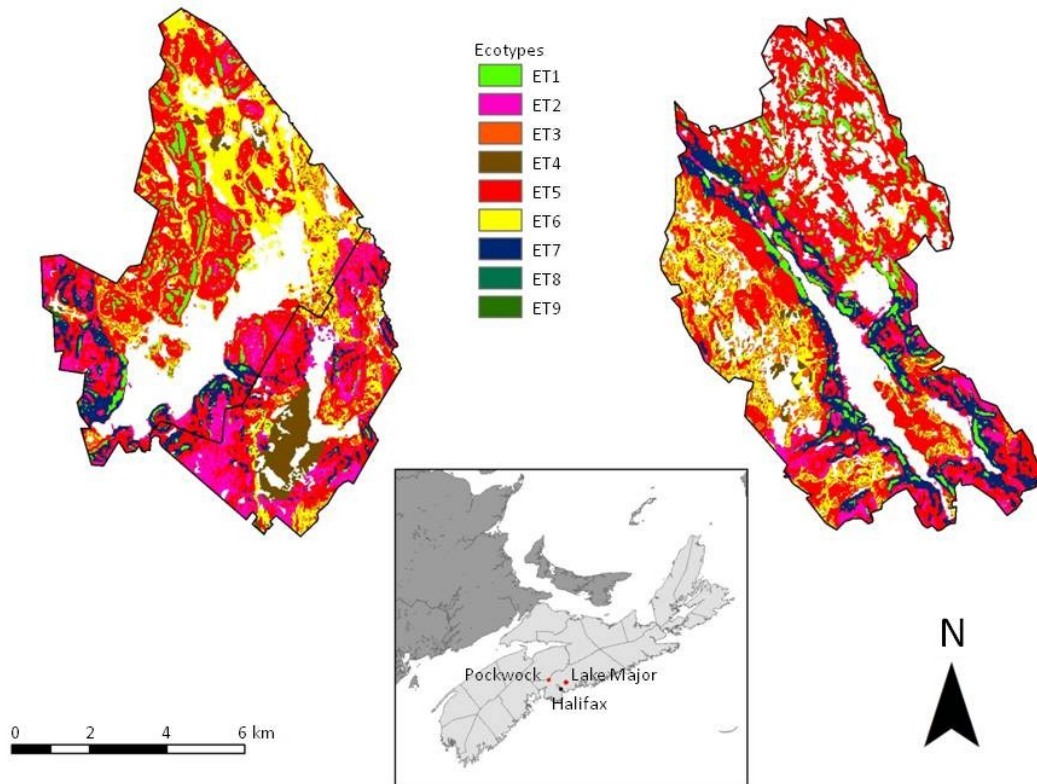 Ecotypes
ET1
ET2
ET3
ET4
ET5
ET6
ET7
ET8
ET9
N
Pockwock
Lake Major
Halifax
0 2 4 6 km